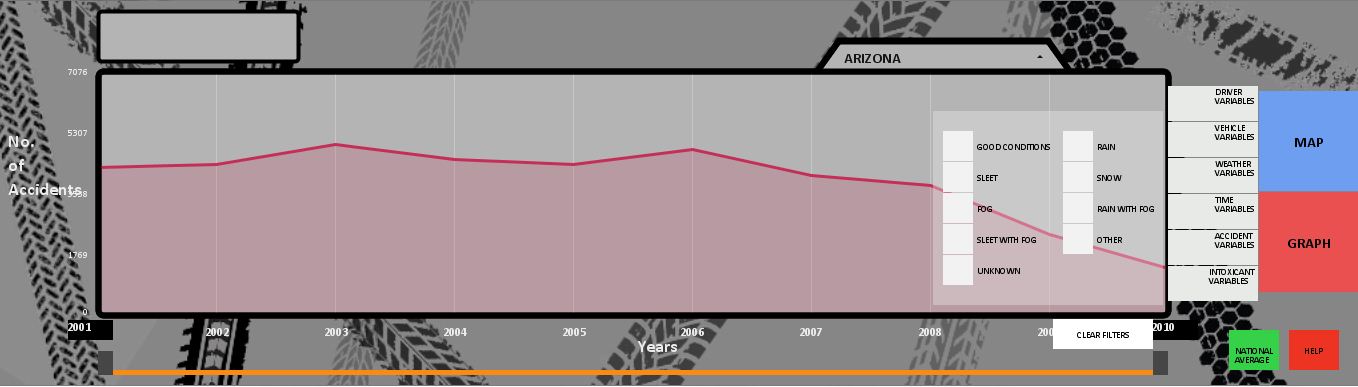 ARIZONA
7076
5307
1769
0
No.
of
Accidents
2001
2002
2003
2004
2005
2006
2007
2008
2010
Years
GOOD CONDITIONS
SLEET
FOG
SLEET WITH FOG
UNKNOWN
RAIN
SNOW
RAIN WITH FOG
OTHER
CLEAR FILTERS
DRIVER
VARIABLES
VEHICLE
VARIABLES
WEATHER
VARIABLES
TIME
VARIABLES
ACCIDENT
VARIABLES
INTOXICANT
VARIABLES
MAP
GRAPH
NATIONAL
AVERAGE
HELP